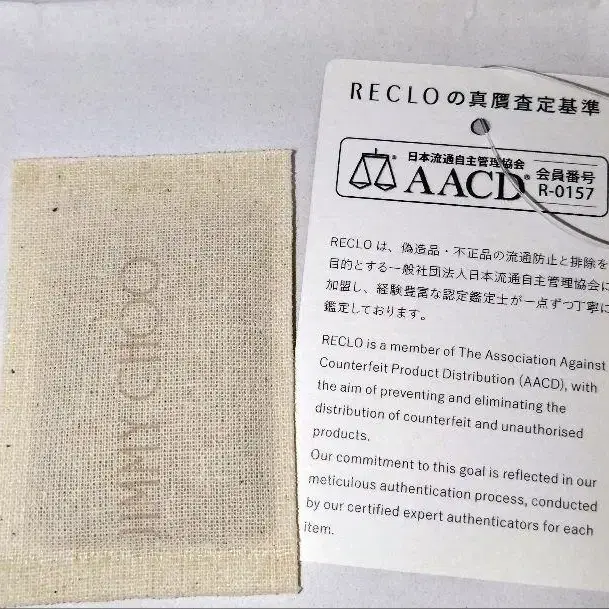 JIMMY CHOO
RECLOの真贋査定基準
日本流通自主管理協会
AACD®
会員番号
R-0157
RECLOは、偽造品・不正品の流通防止と排除を
目的とする一般社団法人日本流通自主管理協会に
加盟し、経験豊富な認定鑑定士が一点ずつ丁寧に
鑑定しております。
RECLO is a member of The Association Against
Counterfeit Product Distribution (AACD), with
the aim of preventing and eliminating the
distribution of counterfeit and unauthorised
products.
Our commitment to this goal is reflected in our
meticulous authentication process, conducted
by our certified expert authenticators for each
item.